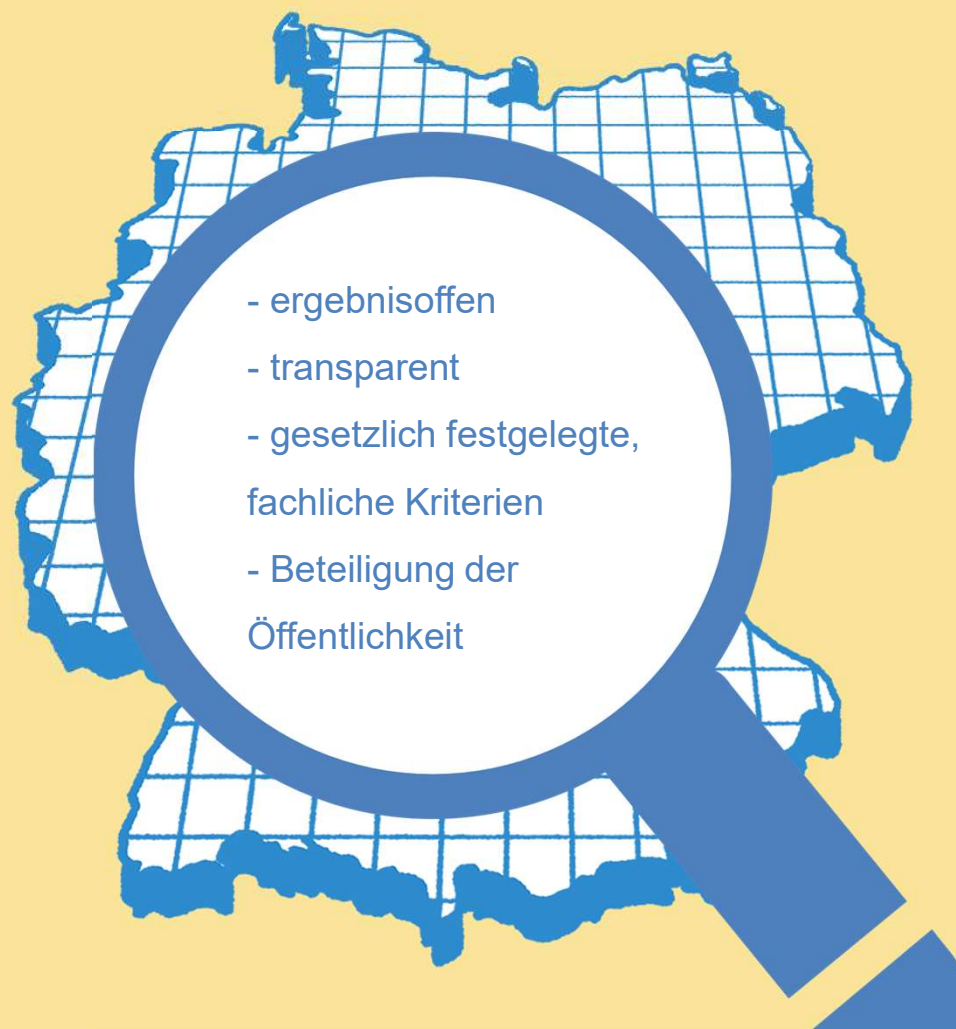 - ergebnisoffen
- transparent
- gesetzlich festgelegte,
fachliche Kriterien
- Beteiligung der
Öffentlichkeit